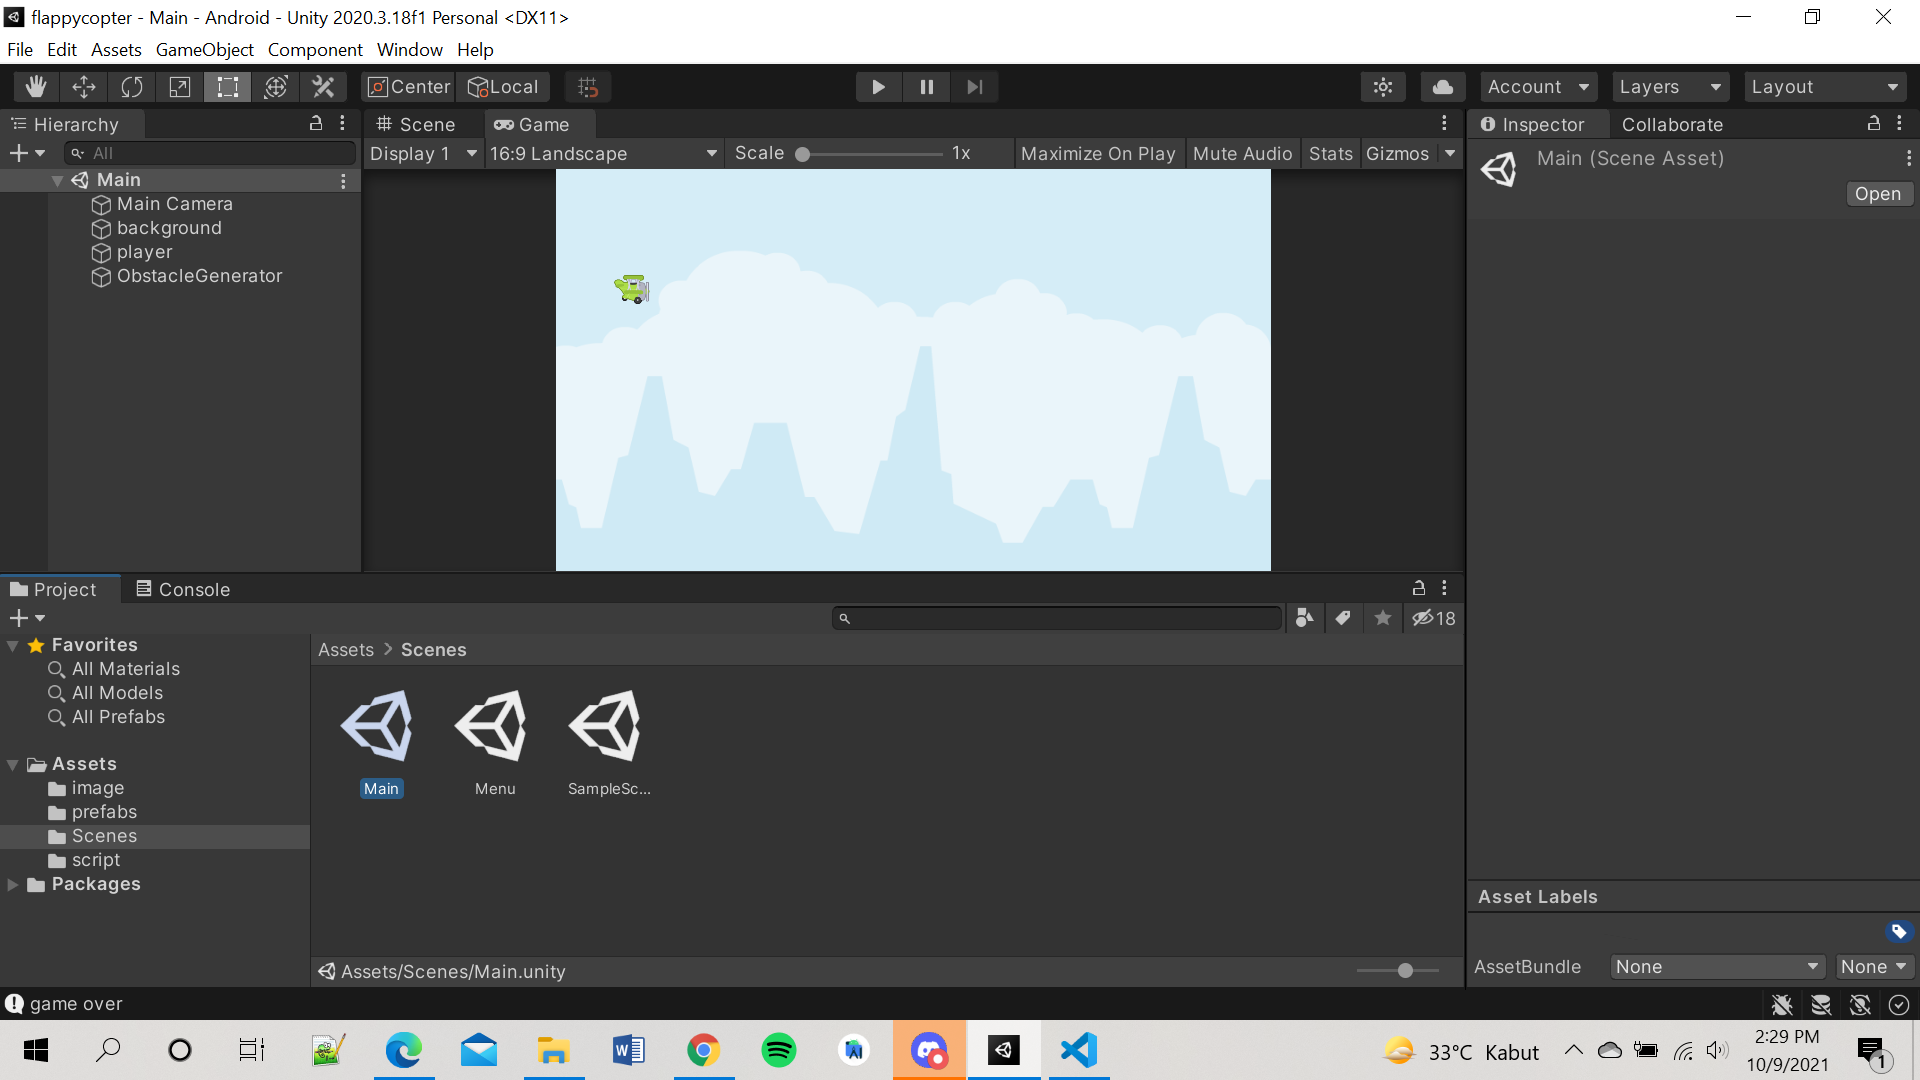 flappycopter - Main - Android - Unity 2020.3.18f1 Personal <DX11>
File Edit Assets GameObject Component Window Help
Center Local Account Layers Layout
Hierarchy Scene Game Inspector Collaborate
All Display 1 16:9 Landscape Scale 1x Maximize On Play Mute Audio Stats Gizmos
Main (Scene Asset)
Open
Main
Main Camera
background
player
ObstacleGenerator
Project Console
18
Favorites
All Materials
All Models
All Prefabs
Assets
image
prefabs
Scenes
script
Packages
Assets > Scenes
Main Menu SampleSc...
Assets/Scenes/Main.unity
Asset Labels
AssetBundle None None
game over
33°C Kabut
2:29 PM
10/9/2021
1